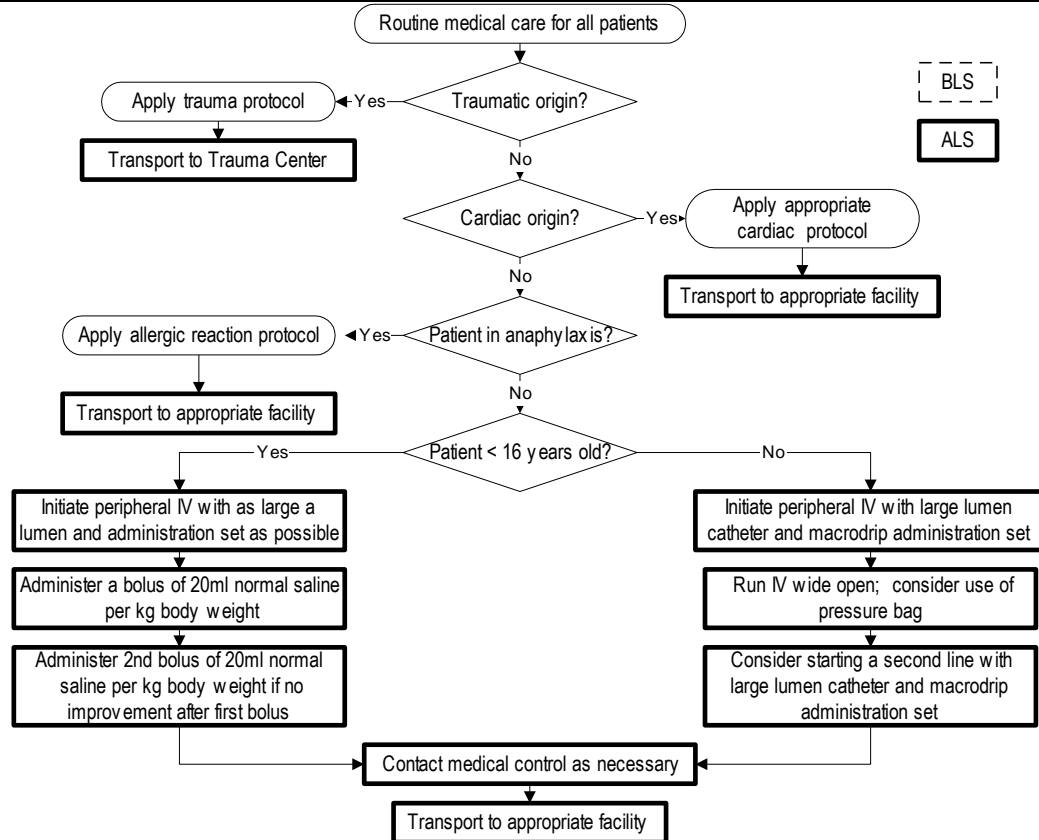 Routine medical care for all patients
BLS
ALS
Traumatic origin?
Yes
Apply trauma protocol
Transport to Trauma Center
No
Cardiac origin?
Yes
Apply appropriate
cardiac protocol
Transport to appropriate facility
No
Patient in anaphylaxis?
Yes
Apply allergic reaction protocol
Transport to appropriate facility
No
Patient < 16 years old?
Yes
No
Initiate peripheral IV with as large a
lumen and administration set as possible
Administer a bolus of 20ml normal saline
per kg body weight
Administer 2nd bolus of 20ml normal
saline per kg body weight if no
improvement after first bolus
Initiate peripheral IV with large lumen
catheter and macrodrip administration set
Run IV wide open; consider use of
pressure bag
Consider starting a second line with
large lumen catheter and macrodrip
administration set
Contact medical control as necessary
Transport to appropriate facility